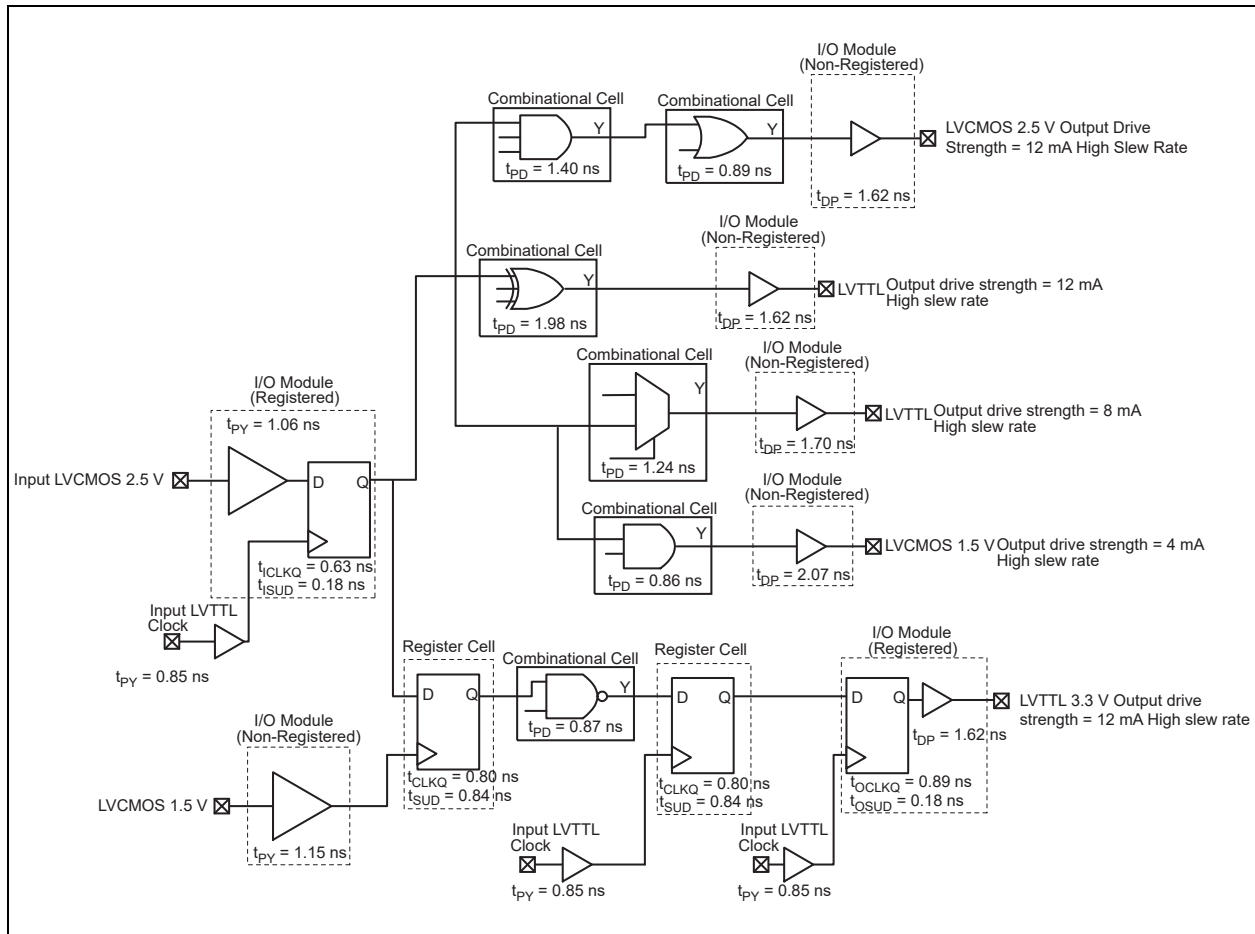 I/O Module
(Non-Registered)
Combinational Cell
Y
tPD = 1.40 ns
Combinational Cell
Y
tPD = 0.89 ns
tDP = 1.62 ns
LVCMOS 2.5 V Output Drive
Strength = 12 mA High Slew Rate
I/O Module
(Non-Registered)
Combinational Cell
Y
tPD = 1.98 ns
tDP = 1.62 ns
LVTTL Output drive strength = 12 mA
High slew rate
I/O Module
(Non-Registered)
Combinational Cell
Y
tPD = 1.24 ns
tDP = 1.70 ns
LVTTL Output drive strength = 8 mA
High slew rate
I/O Module
(Registered)
tPY = 1.06 ns
Input LVCMOS 2.5 V
D
Q
tICLKQ = 0.63 ns
tISUD = 0.18 ns
Input LVTTL
Clock
tPY = 0.85 ns
I/O Module
(Non-Registered)
Combinational Cell
Y
tPD = 0.86 ns
tDP = 2.07 ns
LVCMOS 1.5 V Output drive strength = 4 mA
High slew rate
I/O Module
(Non-Registered)
LVCMOS 1.5 V
tPY = 1.15 ns
Register Cell
D
Q
tCLKQ = 0.80 ns
tSUD = 0.84 ns
Combinational Cell
Y
tPD = 0.87 ns
Register Cell
D
Q
tCLKQ = 0.80 ns
tSUD = 0.84 ns
Input LVTTL
Clock
tPY = 0.85 ns
I/O Module
(Registered)
D
Q
tDP = 1.62 ns
tOCLKQ = 0.89 ns
tOSUD = 0.18 ns
Input LVTTL
Clock
tPY = 0.85 ns
LVTTL 3.3 V Output drive
strength = 12 mA High slew rate